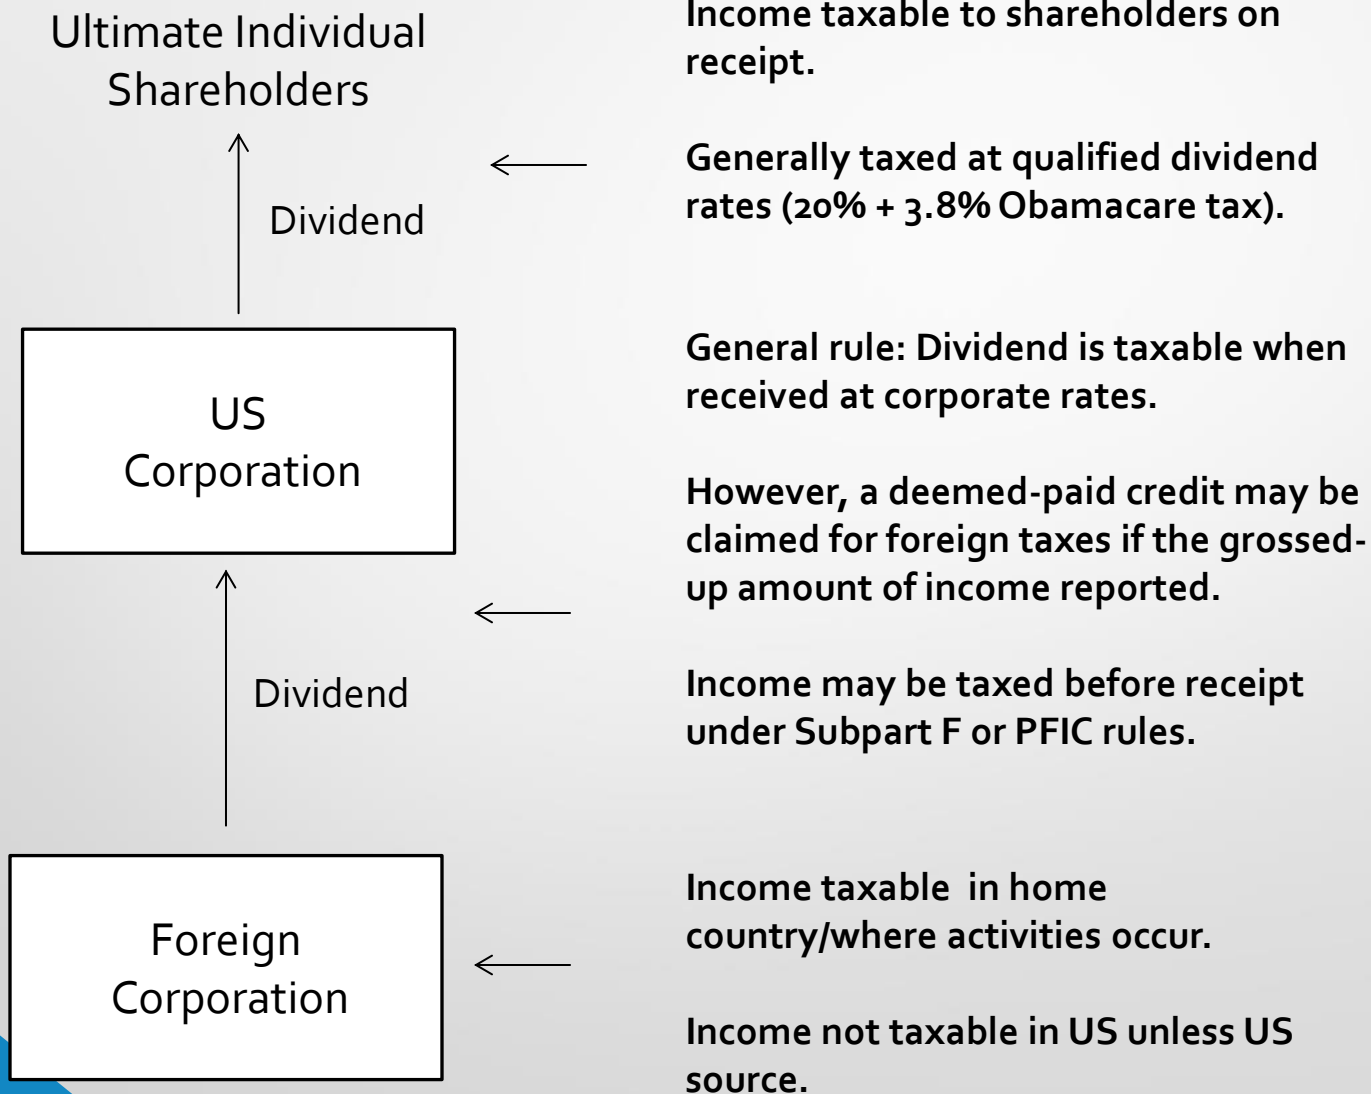 Ultimate Individual
Shareholders
Income taxable to shareholders on
receipt.
Generally taxed at qualified dividend
rates (20% + 3.8% Obamacare tax).
Dividend
US
Corporation
General rule: Dividend is taxable when
received at corporate rates.
However, a deemed-paid credit may be
claimed for foreign taxes if the grossed-
up amount of income reported.
Income may be taxed before receipt
under Subpart F or PFIC rules.
Dividend
Foreign
Corporation
Income taxable in home
country/where activities occur.
Income not taxable in US unless US
source.